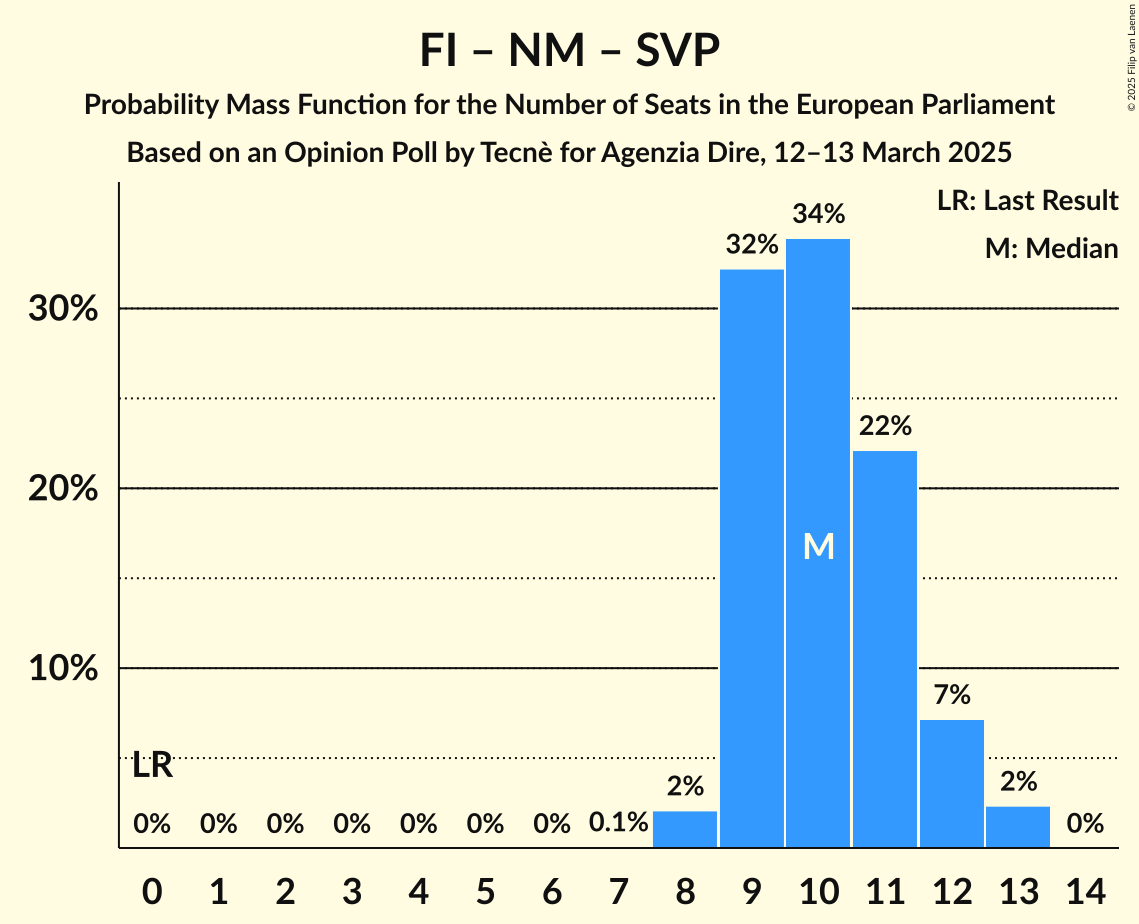 FI – NM – SVP
Probability Mass Function for the Number of Seats in the European Parliament
Based on an Opinion Poll by Tecnè for Agenzia Dire, 12–13 March 2025
© 2025 Filip van Laenen
LR: Last Result
M: Median
30%
20%
10%
LR
0%
0%
0%
0%
0%
0%
0%
0.1%
2%
32%
34%
M
22%
7%
2%
0%
0 1 2 3 4 5 6 7 8 9 10 11 12 13 14